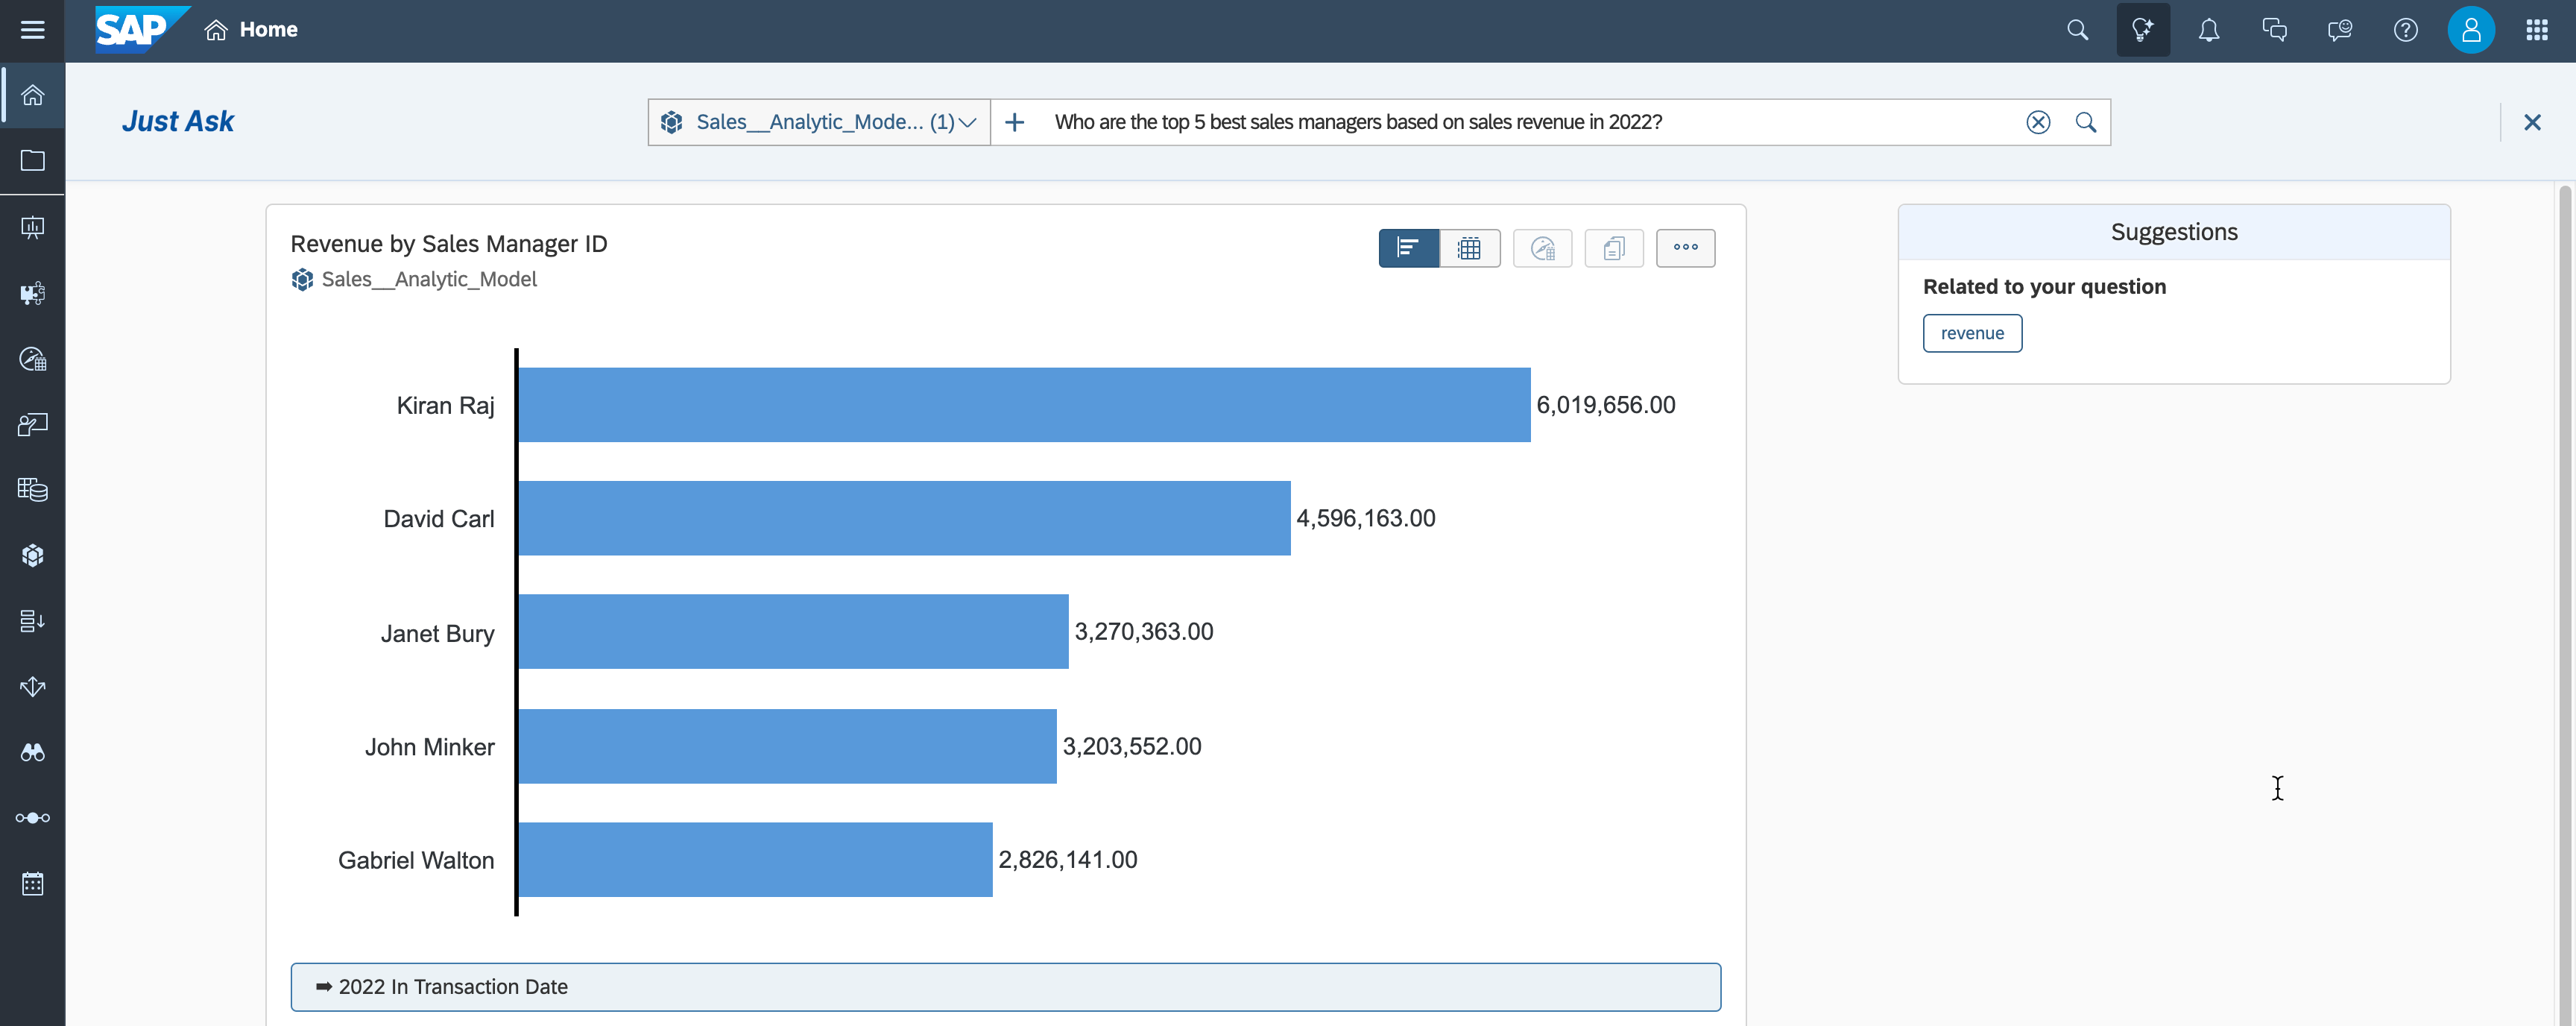 SAP Home
Just Ask
Sales__Analytic_Mode... (1)
Who are the top 5 best sales managers based on sales revenue in 2022?
Revenue by Sales Manager ID
Sales__Analytic_Model
Kiran Raj 6,019,656.00
David Carl 4,596,163.00
Janet Bury 3,270,363.00
John Minker 3,203,552.00
Gabriel Walton 2,826,141.00
➡ 2022 In Transaction Date
Suggestions
Related to your question
revenue